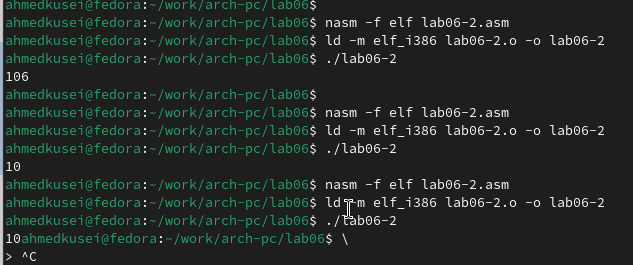 ahmedkusei@fedora:~/work/arch-pc/lab06$
ahmedkusei@fedora:~/work/arch-pc/lab06$ nasm -f elf lab06-2.asm
ahmedkusei@fedora:~/work/arch-pc/lab06$ ld -m elf_i386 lab06-2.o -o lab06-2
ahmedkusei@fedora:~/work/arch-pc/lab06$ ./lab06-2
106
ahmedkusei@fedora:~/work/arch-pc/lab06$
ahmedkusei@fedora:~/work/arch-pc/lab06$ nasm -f elf lab06-2.asm
ahmedkusei@fedora:~/work/arch-pc/lab06$ ld -m elf_i386 lab06-2.o -o lab06-2
ahmedkusei@fedora:~/work/arch-pc/lab06$ ./lab06-2
10
ahmedkusei@fedora:~/work/arch-pc/lab06$ nasm -f elf lab06-2.asm
ahmedkusei@fedora:~/work/arch-pc/lab06$ ld -m elf_i386 lab06-2.o -o lab06-2
ahmedkusei@fedora:~/work/arch-pc/lab06$ ./lab06-2
10ahmedkusei@fedora:~/work/arch-pc/lab06$ \
> ^C